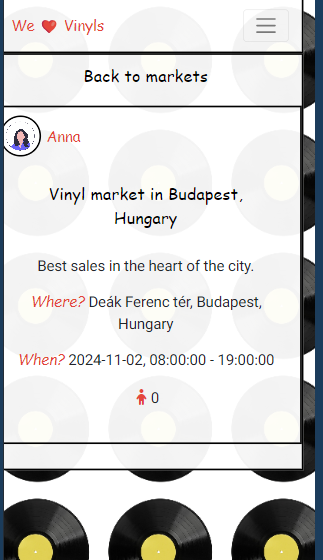 We ❤ Vinyls
Back to markets
Anna
Vinyl market in Budapest,
Hungary
Best sales in the heart of the city.
Where? Deák Ferenc tér, Budapest,
Hungary
When? 2024-11-02, 08:00:00 - 19:00:00
0